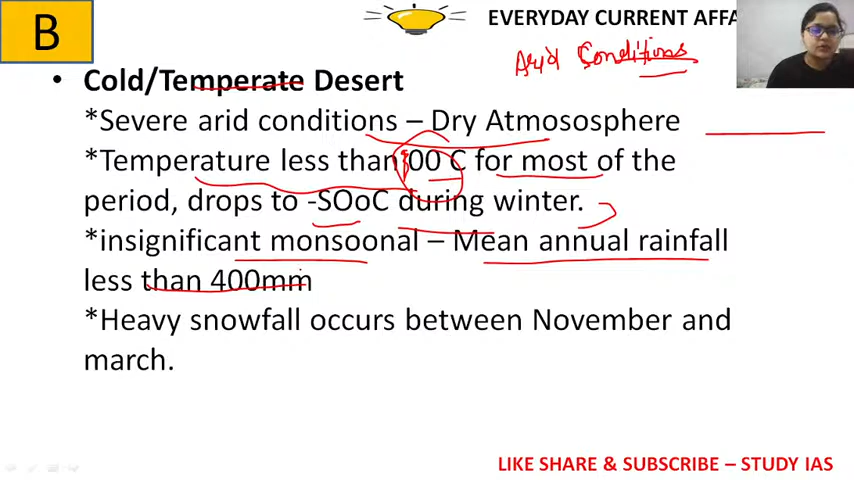 B
EVERYDAY CURRENT AFFA
Arid Conditions
• Cold/Temperate Desert
*Severe arid conditions – Dry Atmososphere
*Temperature less than 00 C for most of the
period, drops to -SOoC during winter.
*insignificant monsoonal – Mean annual rainfall
less than 400mm
*Heavy snowfall occurs between November and
march.
LIKE SHARE & SUBSCRIBE – STUDY IAS